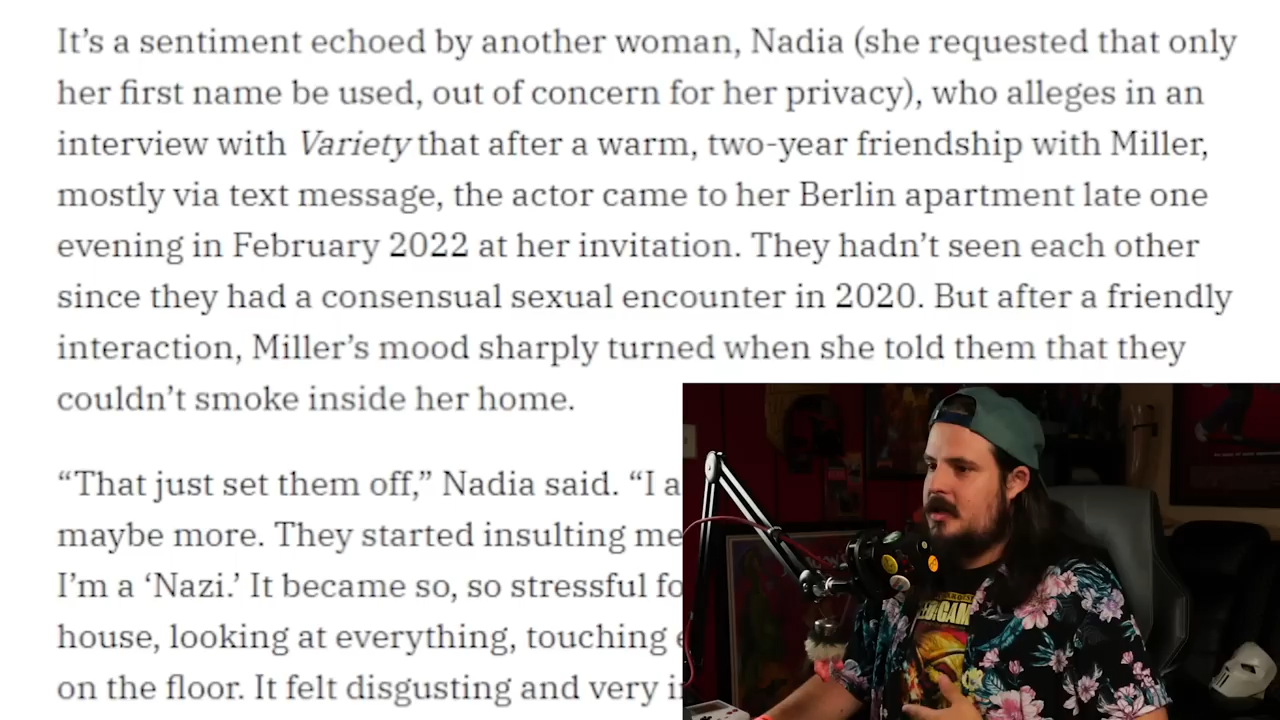 It’s a sentiment echoed by another woman, Nadia (she requested that only
her first name be used, out of concern for her privacy), who alleges in an
interview with Variety that after a warm, two-year friendship with Miller,
mostly via text message, the actor came to her Berlin apartment late one
evening in February 2022 at her invitation. They hadn’t seen each other
since they had a consensual sexual encounter in 2020. But after a friendly
interaction, Miller’s mood sharply turned when she told them that they
couldn’t smoke inside her home.
“That just set them off,” Nadia said. “I a
maybe more. They started insulting me
I’m a ‘Nazi.’ It became so, so stressful fo
house, looking at everything, touching
on the floor. It felt disgusting and very